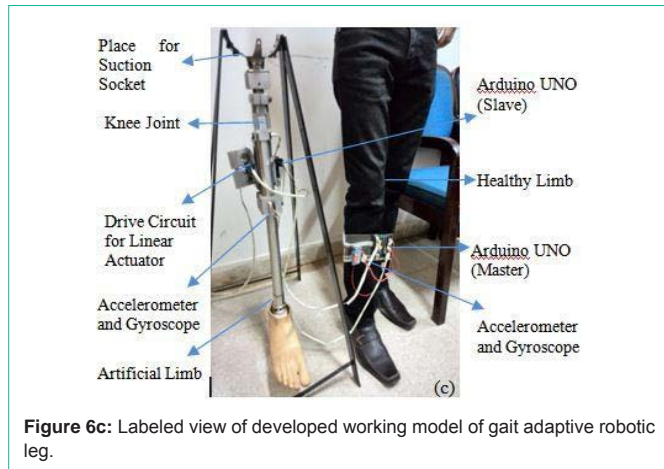 Place for
Suction
Socket
Knee Joint
Drive Circuit
for Linear
Actuator
Accelerometer
and Gyroscope
Artificial Limb
Arduino UNO
(Slave)
Healthy Limb
Arduino UNO
(Master)
Accelerometer
and Gyroscope
(c)
Figure 6c: Labeled view of developed working model of gait adaptive robotic
leg.